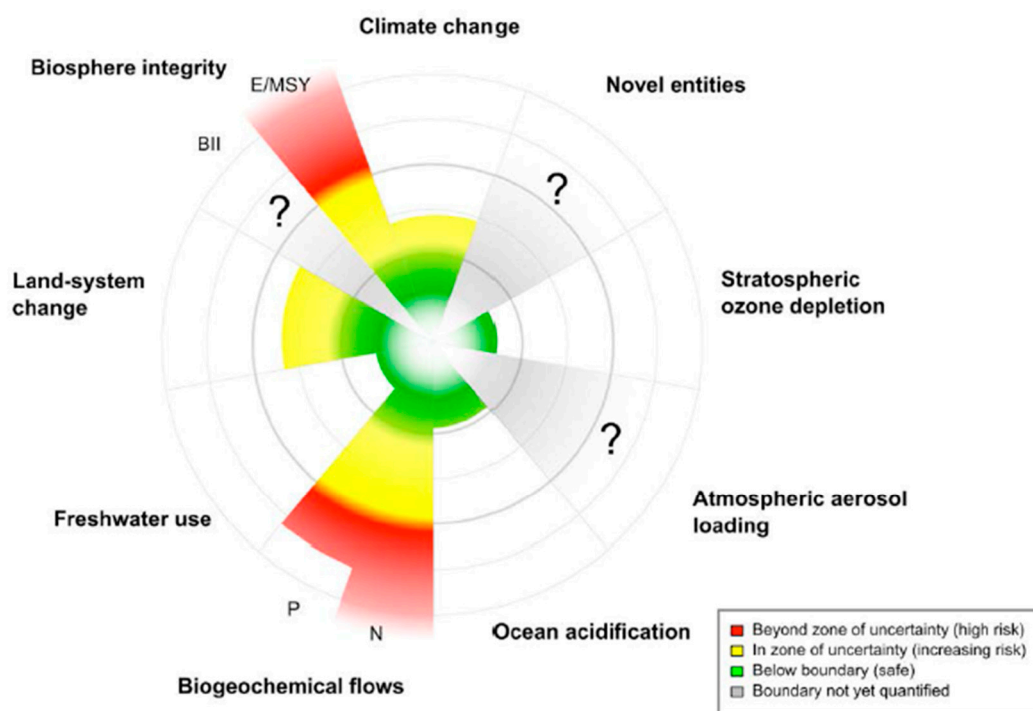 Climate change
Biosphere integrity
E/MSY
Novel entities
BII
?
?
Land-system
change
Stratospheric
ozone depletion
?
Freshwater use
Atmospheric aerosol
loading
P
N
Ocean acidification
Biogeochemical flows
Beyond zone of uncertainty (high risk)
In zone of uncertainty (increasing risk)
Below boundary (safe)
Boundary not yet quantified